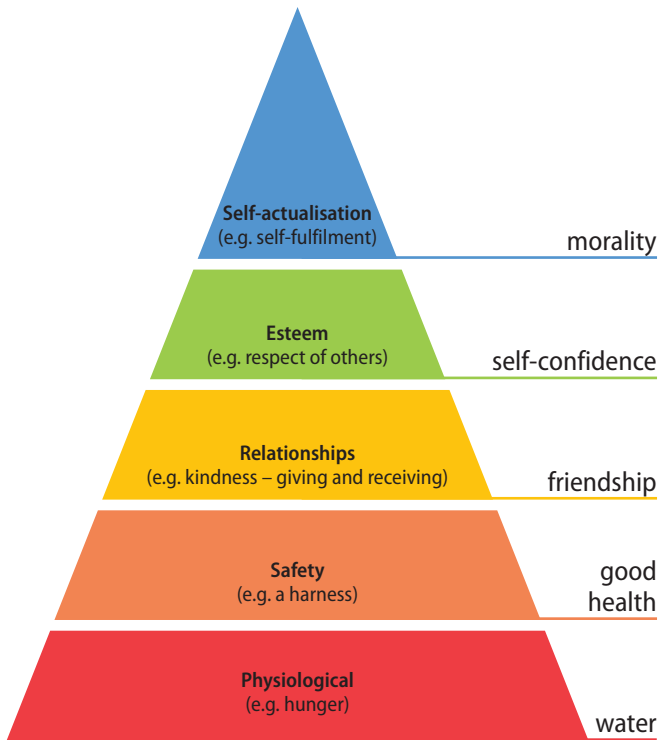 Self-actualisation
(e.g. self-fulfilment)
morality
Esteem
(e.g. respect of others)
self-confidence
Relationships
(e.g. kindness – giving and receiving)
friendship
Safety
(e.g. a harness)
good
health
Physiological
(e.g. hunger)
water